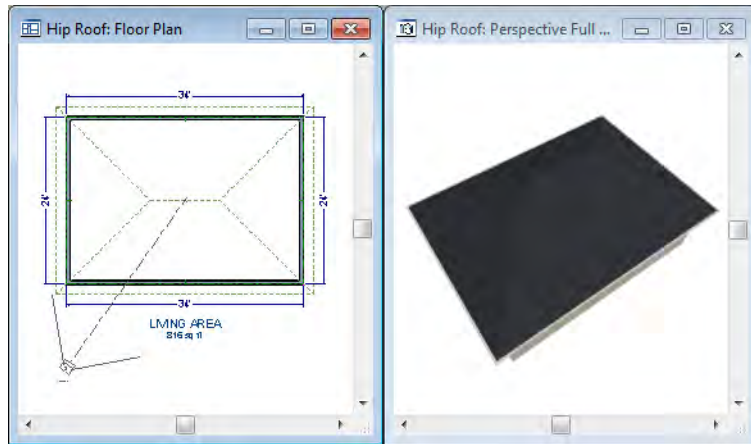 Hip Roof: Floor Plan
Hip Roof: Perspective Full ...
34'
24'
24'
34'
LIVING AREA
816 sq ft